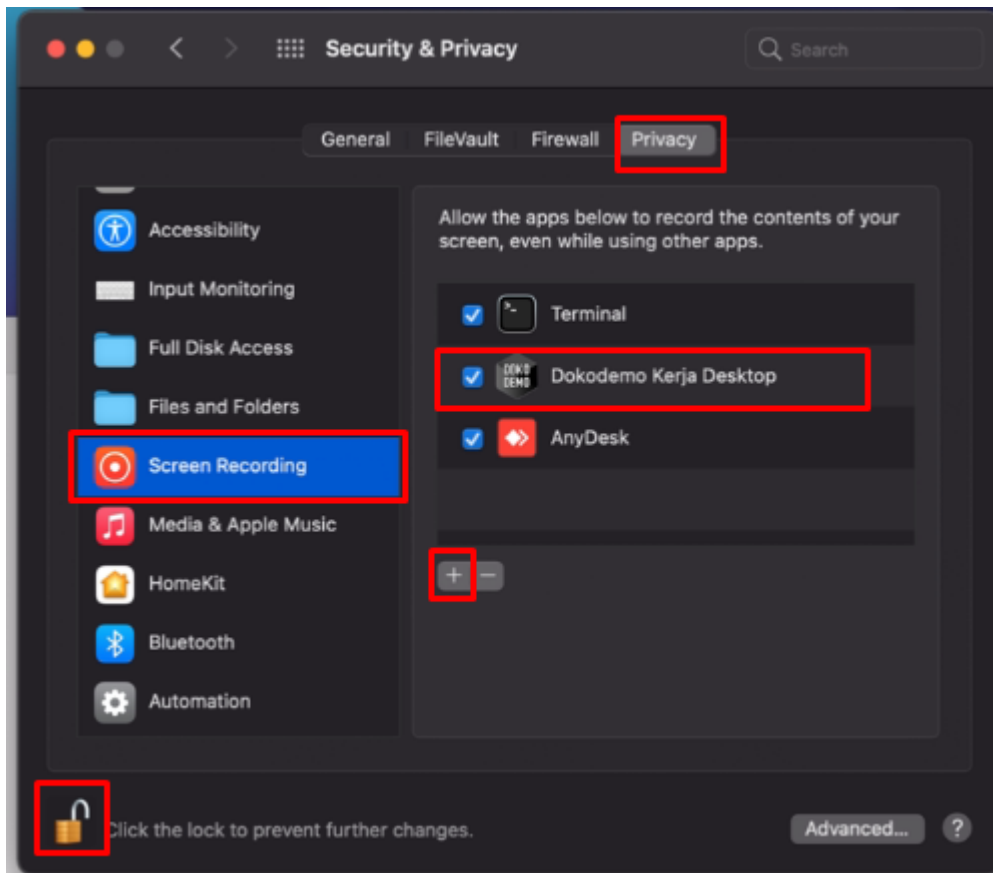 Security & Privacy
Search
General FileVault Firewall Privacy
Accessibility
Input Monitoring
Full Disk Access
Files and Folders
Screen Recording
Media & Apple Music
HomeKit
Bluetooth
Automation
Allow the apps below to record the contents of your
screen, even while using other apps.
Terminal
DOKO
DEMO
Dokodemo Kerja Desktop
AnyDesk
Click the lock to prevent further changes.
Advanced...
?